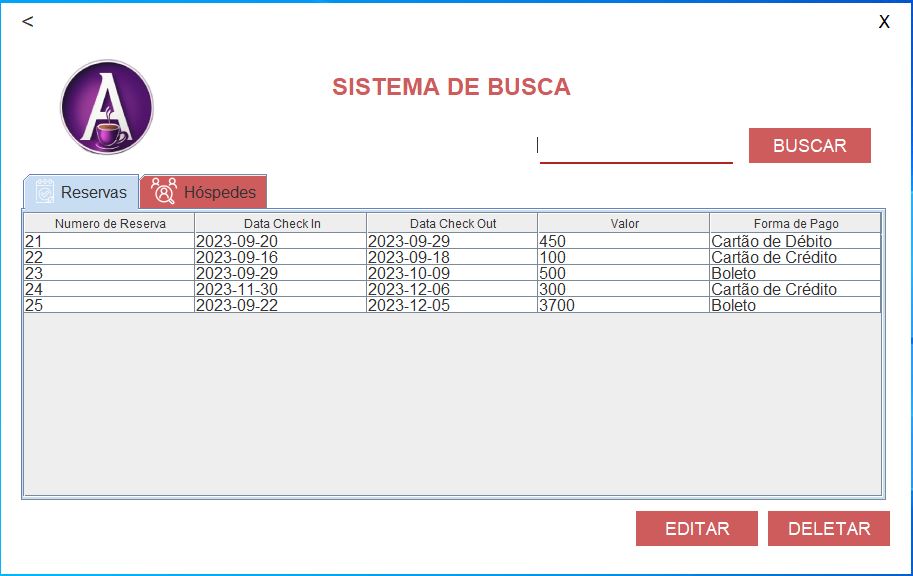 < X
SISTEMA DE BUSCA
BUSCAR
Reservas Hóspedes
Numero de Reserva Data Check In Data Check Out Valor Forma de Pago
21 2023-09-20 2023-09-29 450 Cartão de Débito
22 2023-09-16 2023-09-18 100 Cartão de Crédito
23 2023-09-29 2023-10-09 500 Boleto
24 2023-11-30 2023-12-06 300 Cartão de Crédito
25 2023-09-22 2023-12-05 3700 Boleto
EDITAR DELETAR